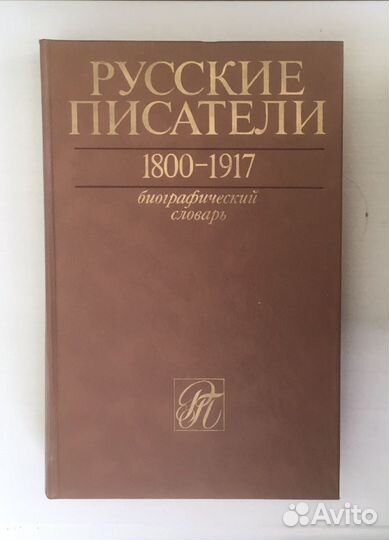 РУССКИЕ
ПИСАТЕЛИ
1800–1917
биографический
словарь
РП
Avito